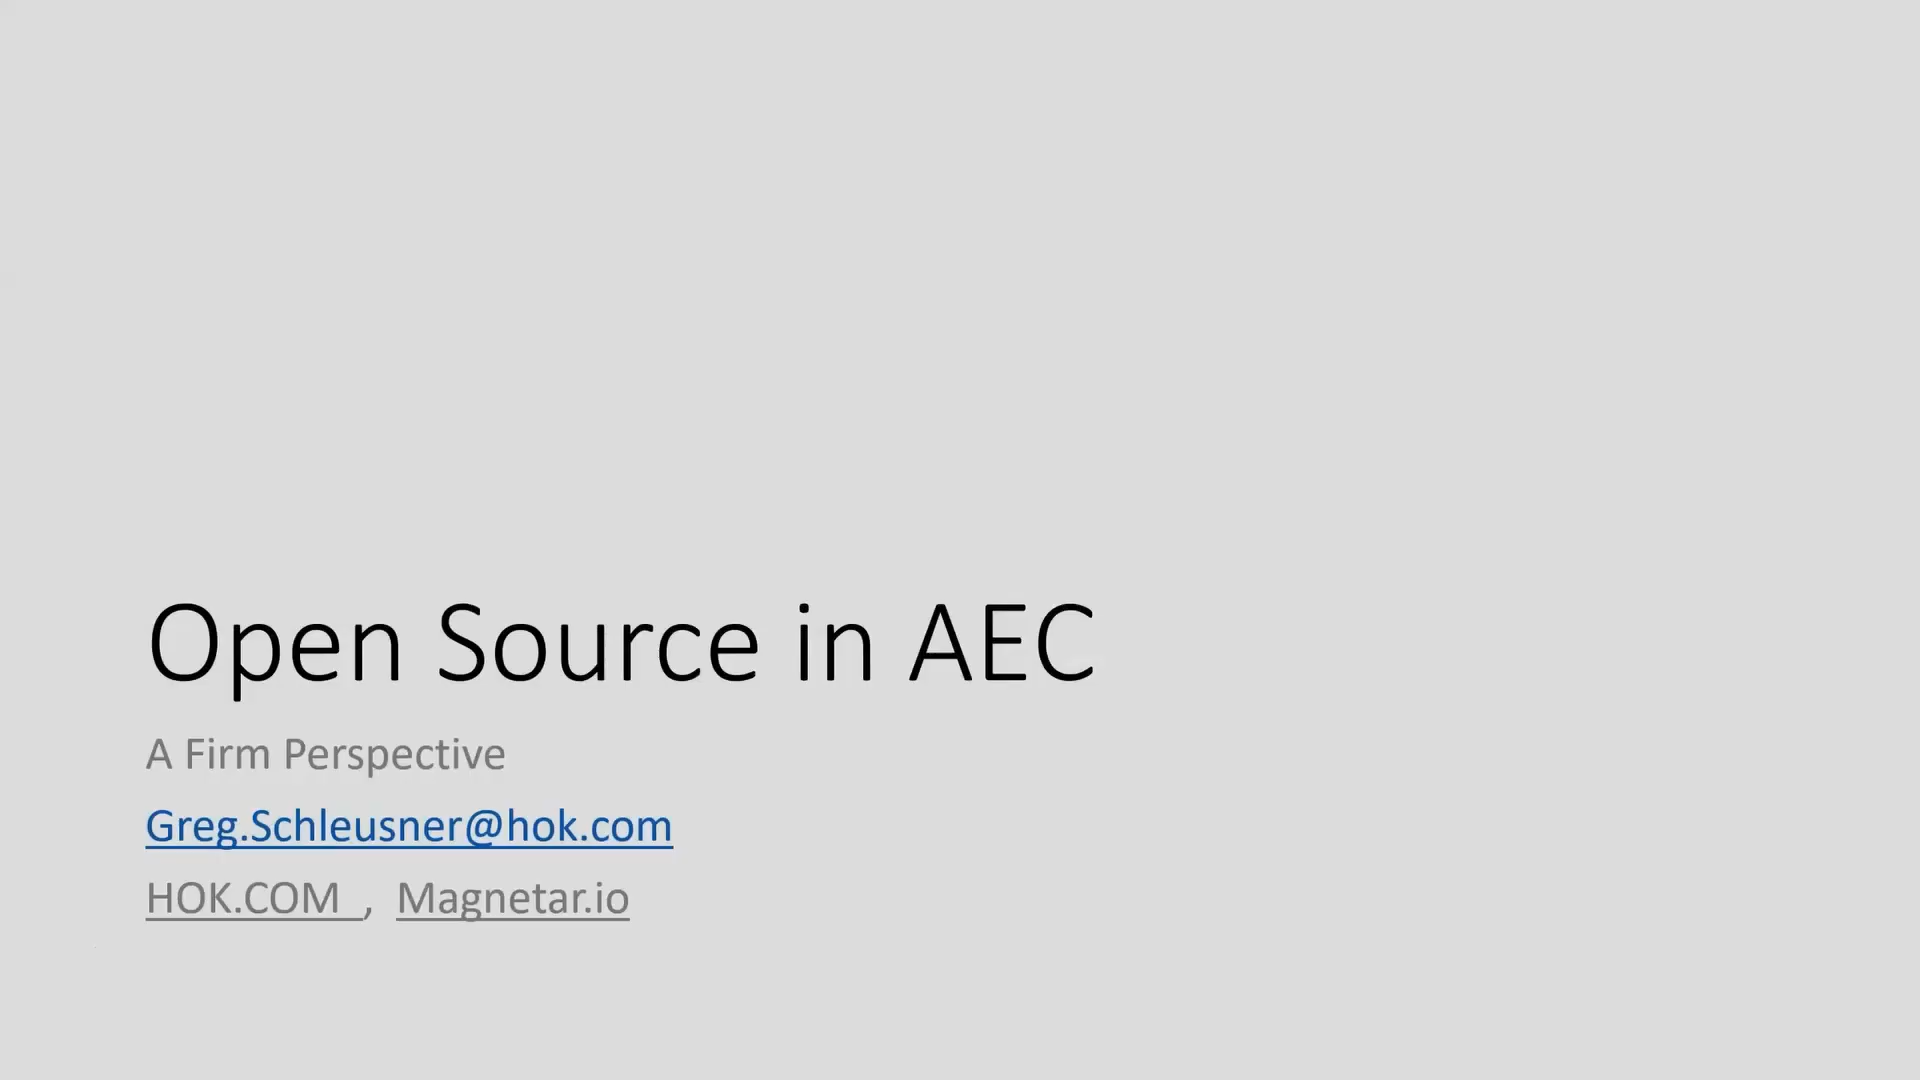 Open Source in AEC
A Firm Perspective
Greg.Schleusner@hok.com
HOK.COM , Magnetar.io